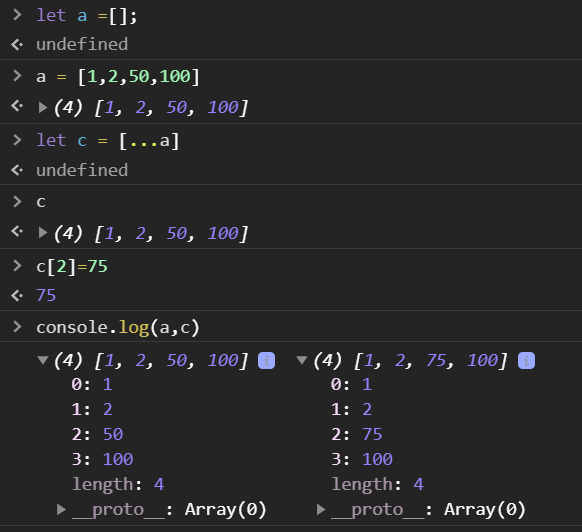 let a =[];
undefined
a = [1,2,50,100]
(4) [1, 2, 50, 100]
let c = [...a]
undefined
c
(4) [1, 2, 50, 100]
c[2]=75
75
console.log(a,c)
(4) [1, 2, 50, 100] i (4) [1, 2, 75, 100] i
0: 1 0: 1
1: 2 1: 2
2: 50 2: 75
3: 100 3: 100
length: 4 length: 4
__proto__: Array(0) __proto__: Array(0)